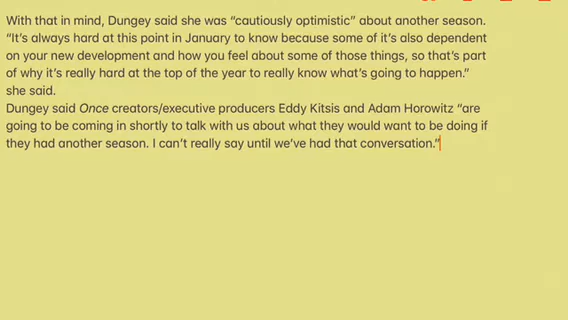 With that in mind, Dungey said she was “cautiously optimistic” about another season.
“It’s always hard at this point in January to know because some of it’s also dependent
on your new development and how you feel about some of those things, so that’s part
of why it’s really hard at the top of the year to really know what’s going to happen.”
she said.
Dungey said Once creators/executive producers Eddy Kitsis and Adam Horowitz “are
going to be coming in shortly to talk with us about what they would want to be doing if
they had another season. I can’t really say until we’ve had that conversation.”